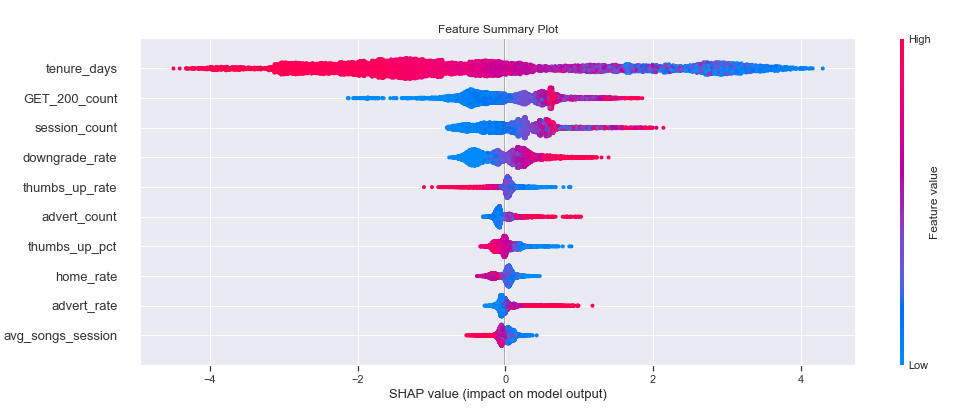 Feature Summary Plot
High
tenure_days
GET_200_count
session_count
downgrade_rate
thumbs_up_rate
advert_count
thumbs_up_pct
home_rate
advert_rate
avg_songs_session
Feature value
Low
−4
−2
0
2
4
SHAP value (impact on model output)